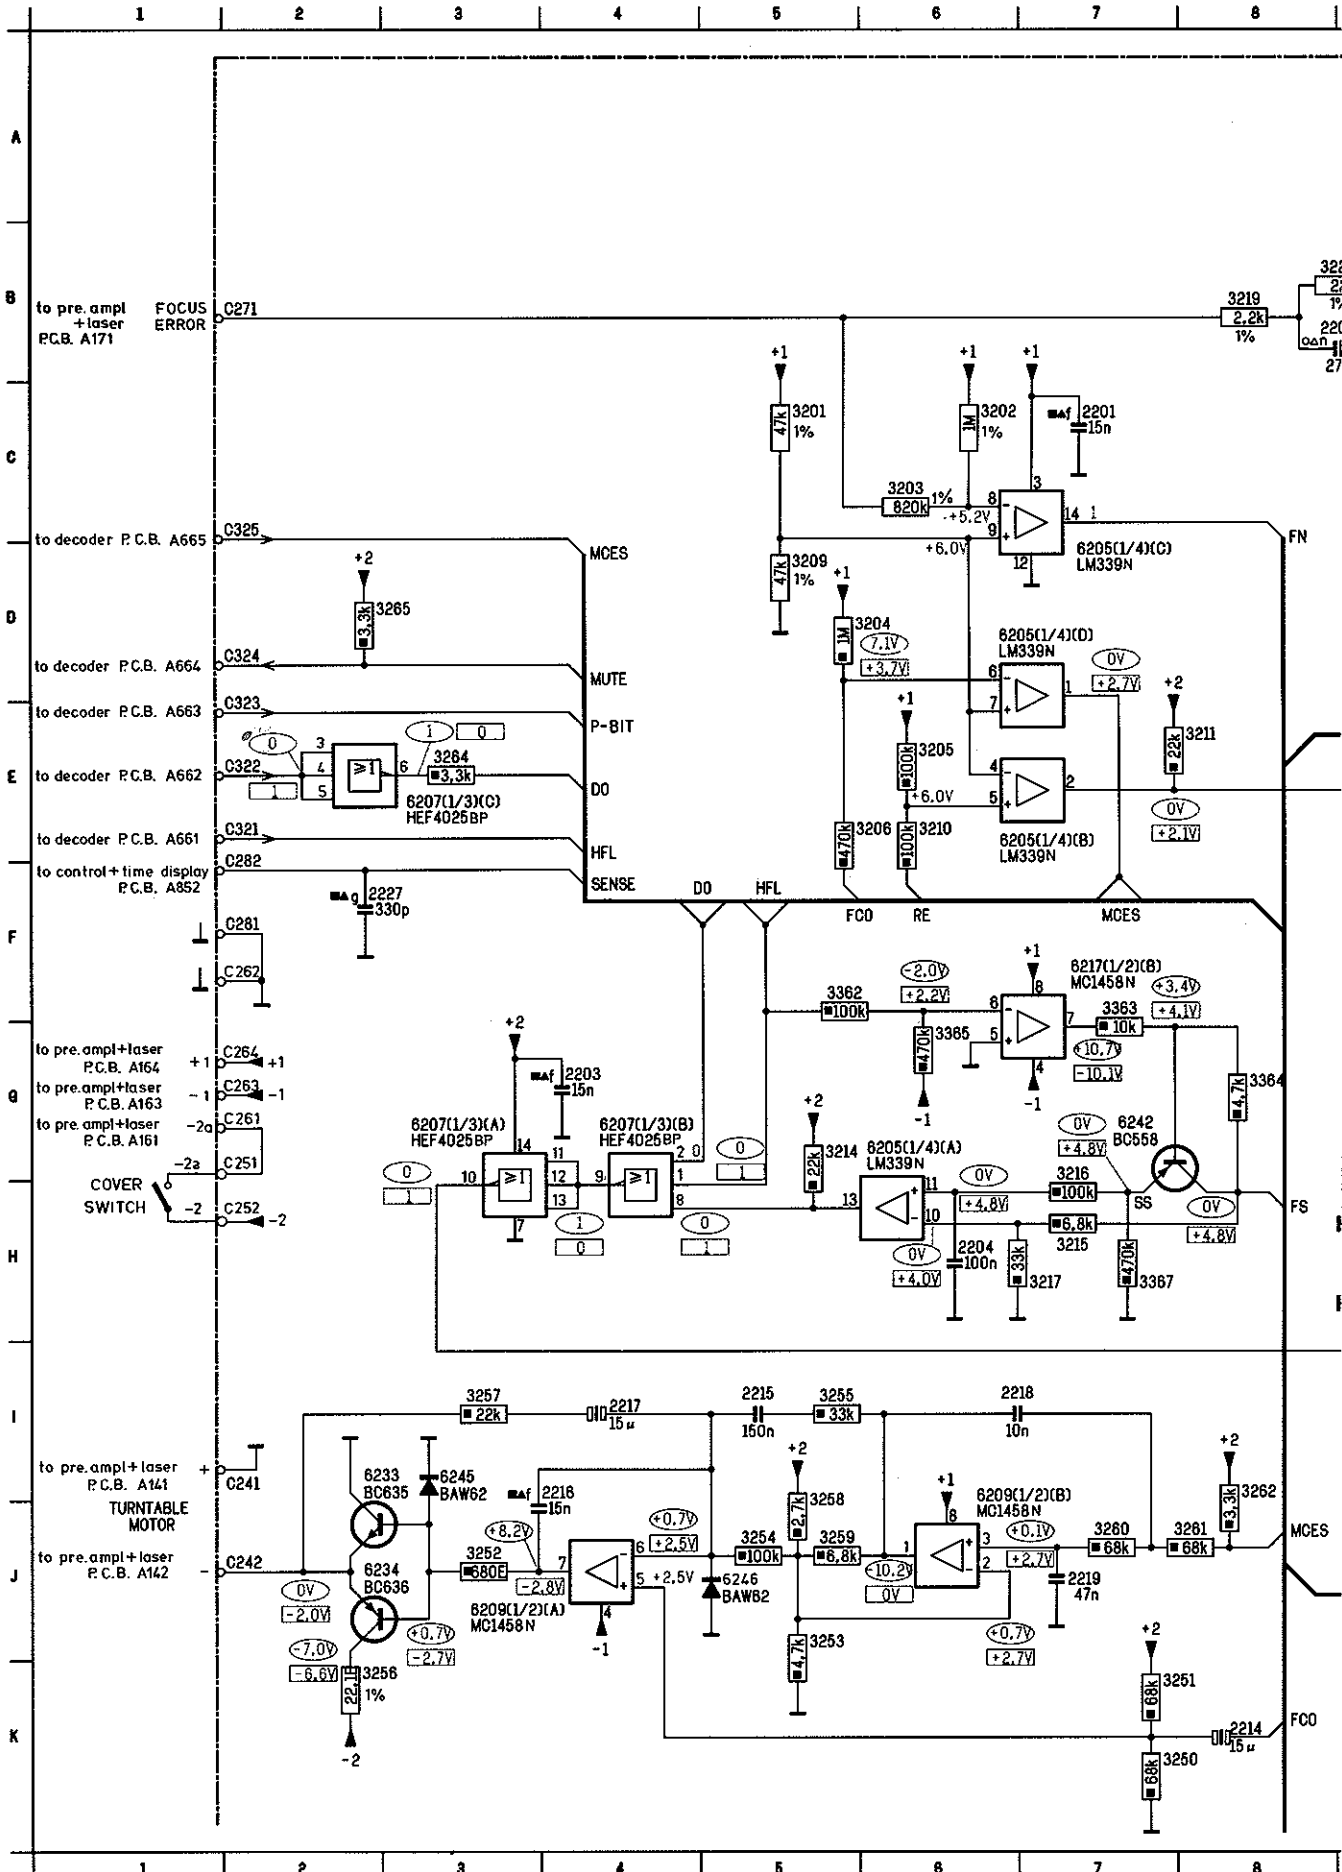 1 2 3 4 5 6 7 8
A
B
to pre. ampl FOCUS C271
+laser ERROR
P.C.B. A171
3219
2,2k
1%
+1 +1 +1
3201
47k
1%
3202
1M
1%
■▲f 2201
15n
C
3203
820k
1%
+5.2V
+6.0V
8
9
3
14 1
12
6205(1/4)(C)
LM339N
FN
to decoder P.C.B. A665 C325
MCES
+2
3265
■3,3k
3209
47k
1%
+1
D
3204
■1M
7.1V
+3.7V
6205(1/4)(D)
LM339N
6
7
1
0V
+2.7V
to decoder P.C.B. A664 C324
MUTE
to decoder P.C.B. A663 C323
P-BIT
+1
+2
3211
■22k
3205
■100k
E
0
1
to decoder P.C.B. A662 C322
3
4
5
≥1
6
1 0
3264
■3,3k
6207(1/3)(C)
HEF4025BP
DO
+6.0V
4
5
2
6205(1/4)(B)
LM339N
0V
+2.1V
to decoder P.C.B. A661 C321
HFL
3206
■470k
3210
■100k
to control+time display C282
P.C.B. A852
SENSE
■▲g 2227
330p
DO HFL
FCO RE MCES
F
C281
C262
3362
■100k
-2.0V
+2.2V
3365
■470k
-1
+1
6217(1/2)(B)
MC1458N
8
6
5
7
4
-1
3363
■10k
+3.4V
+4.1V
+10.7V
-10.1V
3364
■4,7k
G
to pre.ampl+laser
P.C.B. A164 +1 C264 +1
to pre.ampl+laser
P.C.B. A163 -1 C263 -1
to pre.ampl+laser
P.C.B. A161 -2a C261
+2
■▲f 2203
15n
6207(1/3)(A)
HEF4025BP
6207(1/3)(B)
HEF4025BP
+2
3214
■22k
6205(1/4)(A)
LM339N
0V
+4.8V
6242
BC558
COVER
SWITCH
-2a C251
-2 C252 -2
0
1
10
≥1
14
11
12
13
7
9
≥1
2 0
1
8
0
1
1
0
0
1
13
11
10
0V
+4.8V
0V
+4.0V
3216
■100k
SS
■6,8k
3215
0V
+4.8V
FS
H
2204
100n
■33k
3217
■470k
3367
I
3257
■22k
2217
15µ
2215
150n
3255
■33k
2218
10n
to pre.ampl+laser +
P.C.B. A141 C241
TURNTABLE
MOTOR
6233
BC635
6245
BAW62
■▲f 2216
15n
+2
3258
■2,7k
+1
6209(1/2)(B)
MC1458N
8
+2
3262
■3,3k
MCES
J
to pre.ampl+laser -
P.C.B. A142 C242
0V
-2.0V
6234
BC636
3252
■680E
+8.2V
-2.8V
7
6
5
4
-1
+0.7V
+2.5V
+2,5V
6209(1/2)(A)
MC1458N
3254
■100k
6246
BAW62
3259
■6,8k
1
3
2
-10.2V
0V
+0.1V
+2.7V
3260
■68k
3261
■68k
2219
47n
+0.7V
-2.7V
-7.0V
-6.6V
3256
22,1E
1%
-2
3253
■4,7k
+0.7V
+2.7V
K
+2
3251
■68k
2214
15µ
FCO
3250
■68k
1 2 3 4 5 6 7 8